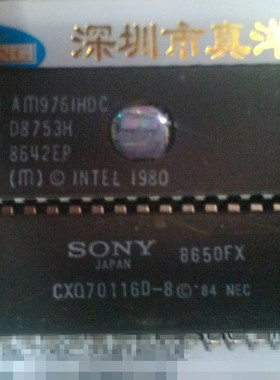 深圳市真洋
AM9761HDC
D8753H
8642EP
(M) © INTEL 1980
SONY 8650FX
JAPAN
CXQ70116D-8 © '84 NEC